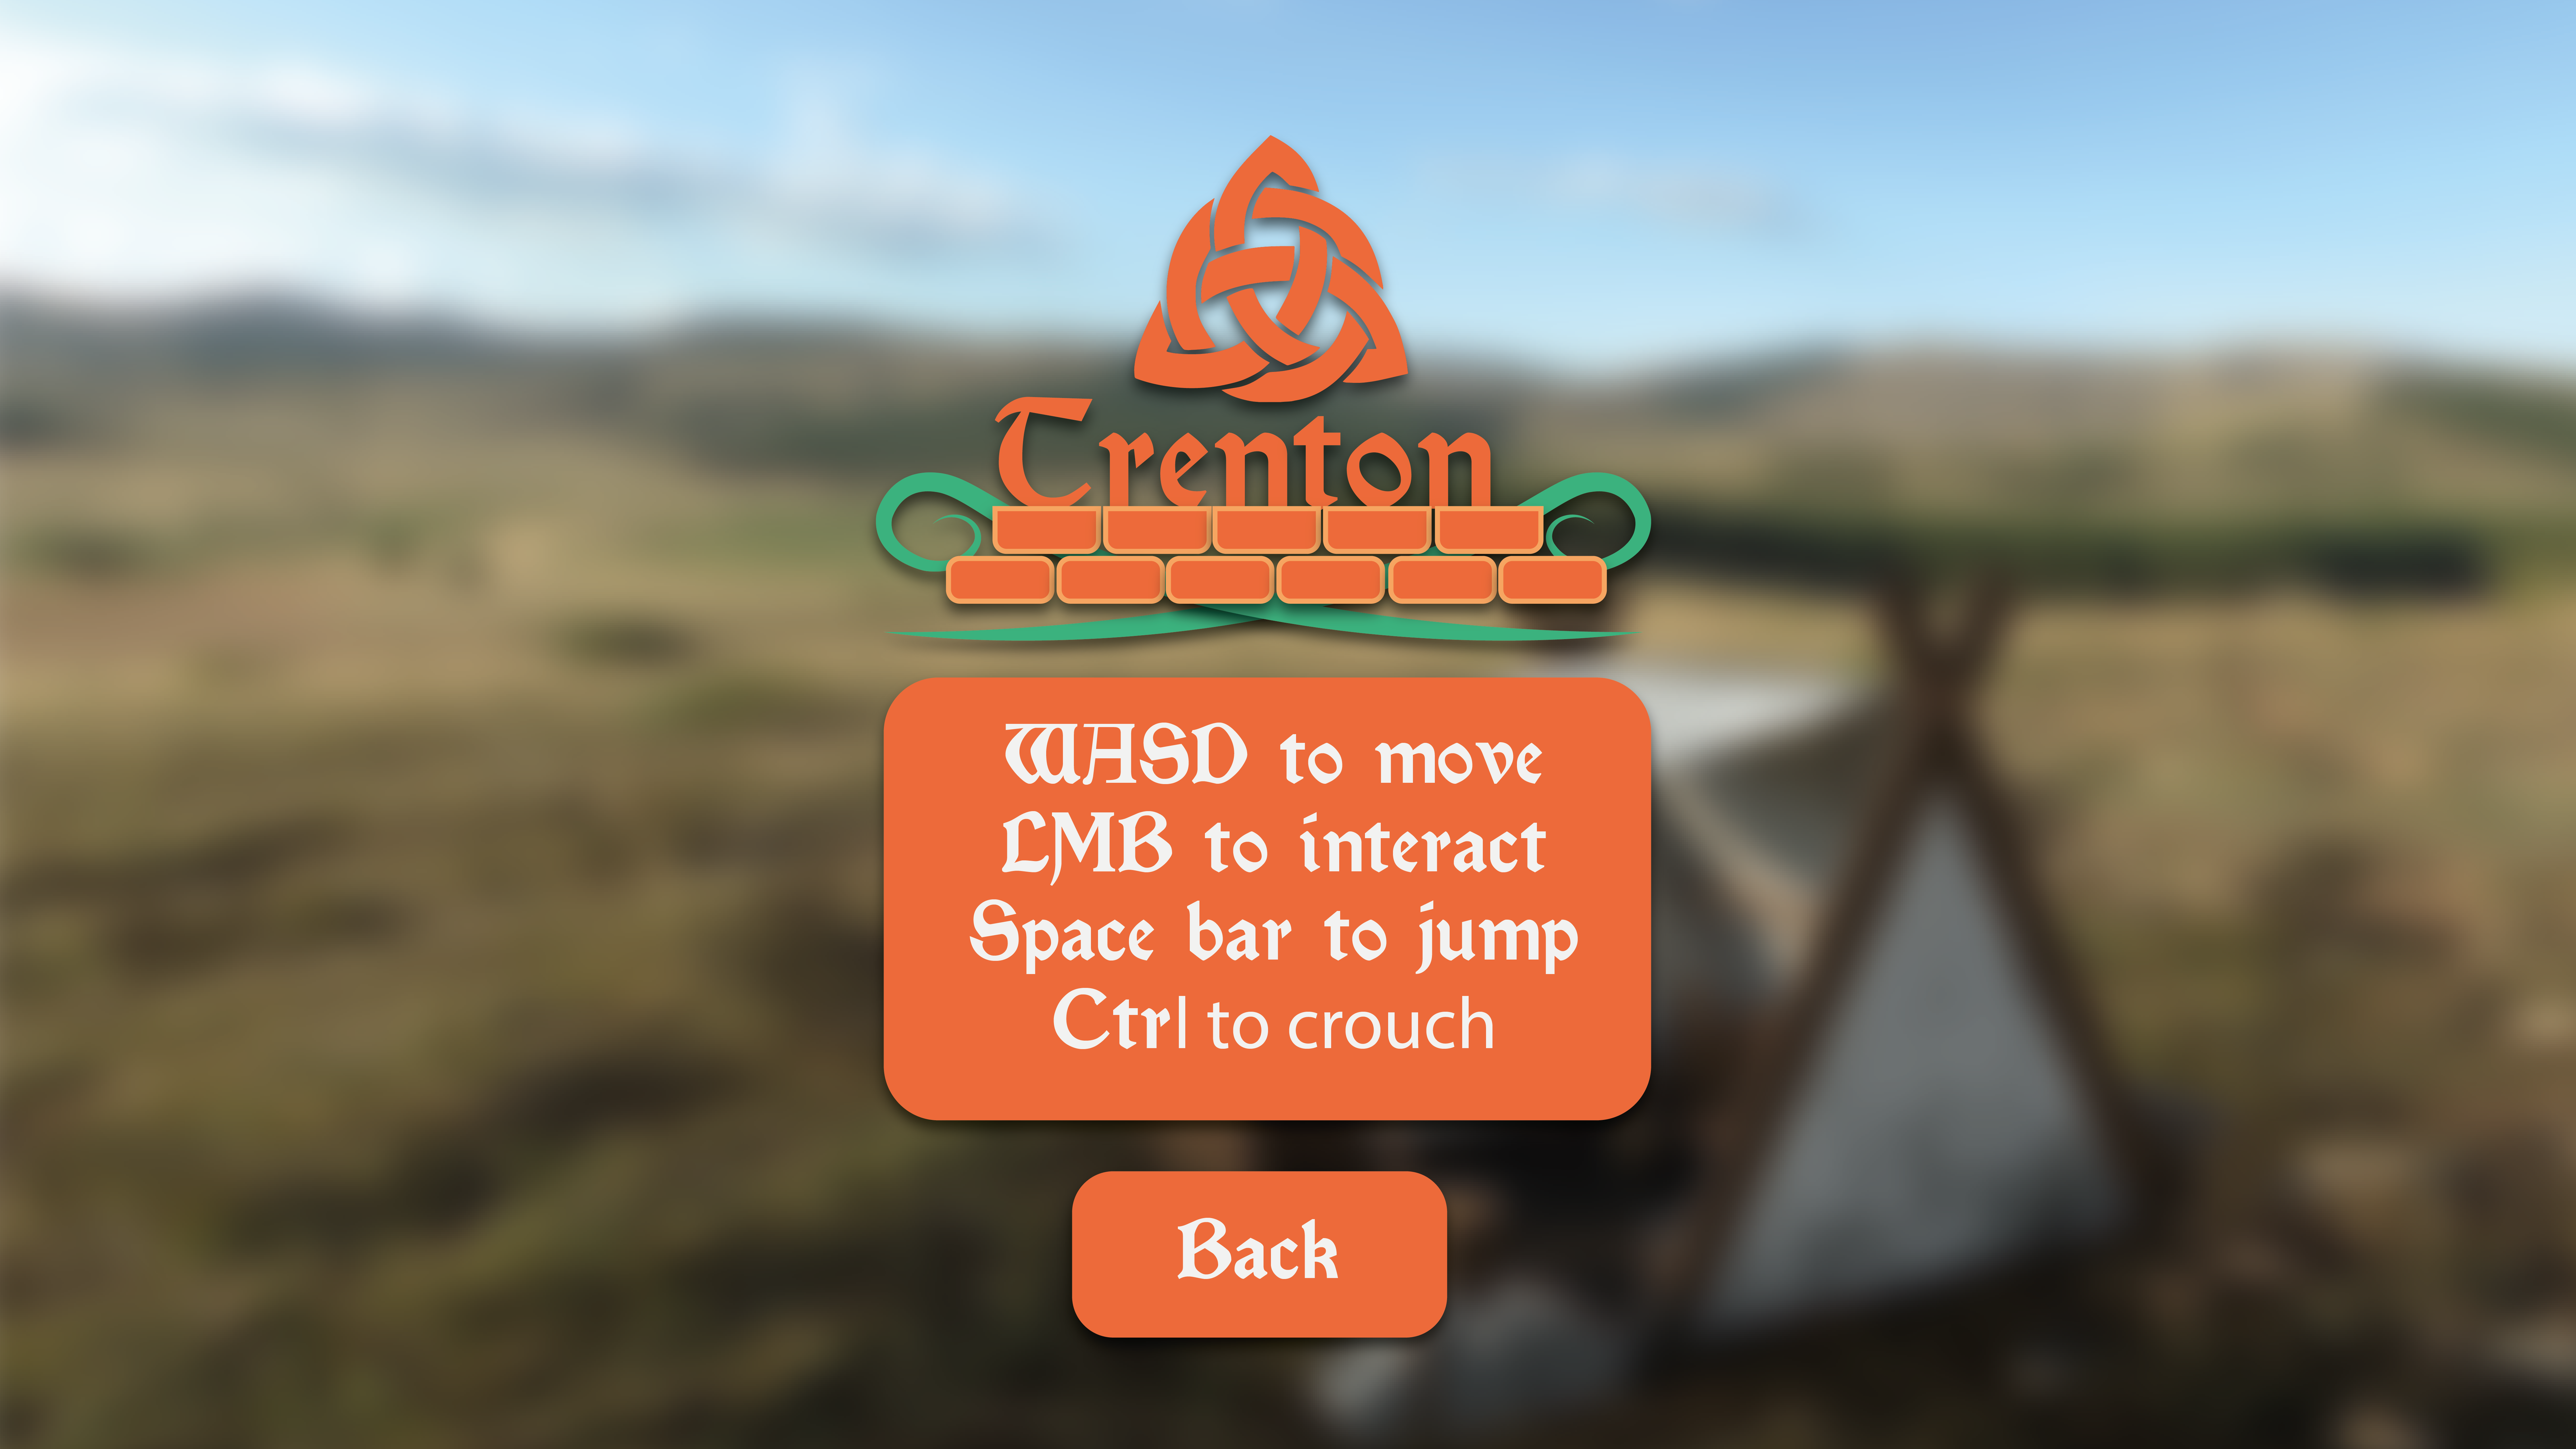 Trenton
WASD to move
LMB to interact
Space bar to jump
Ctrl to crouch
Back